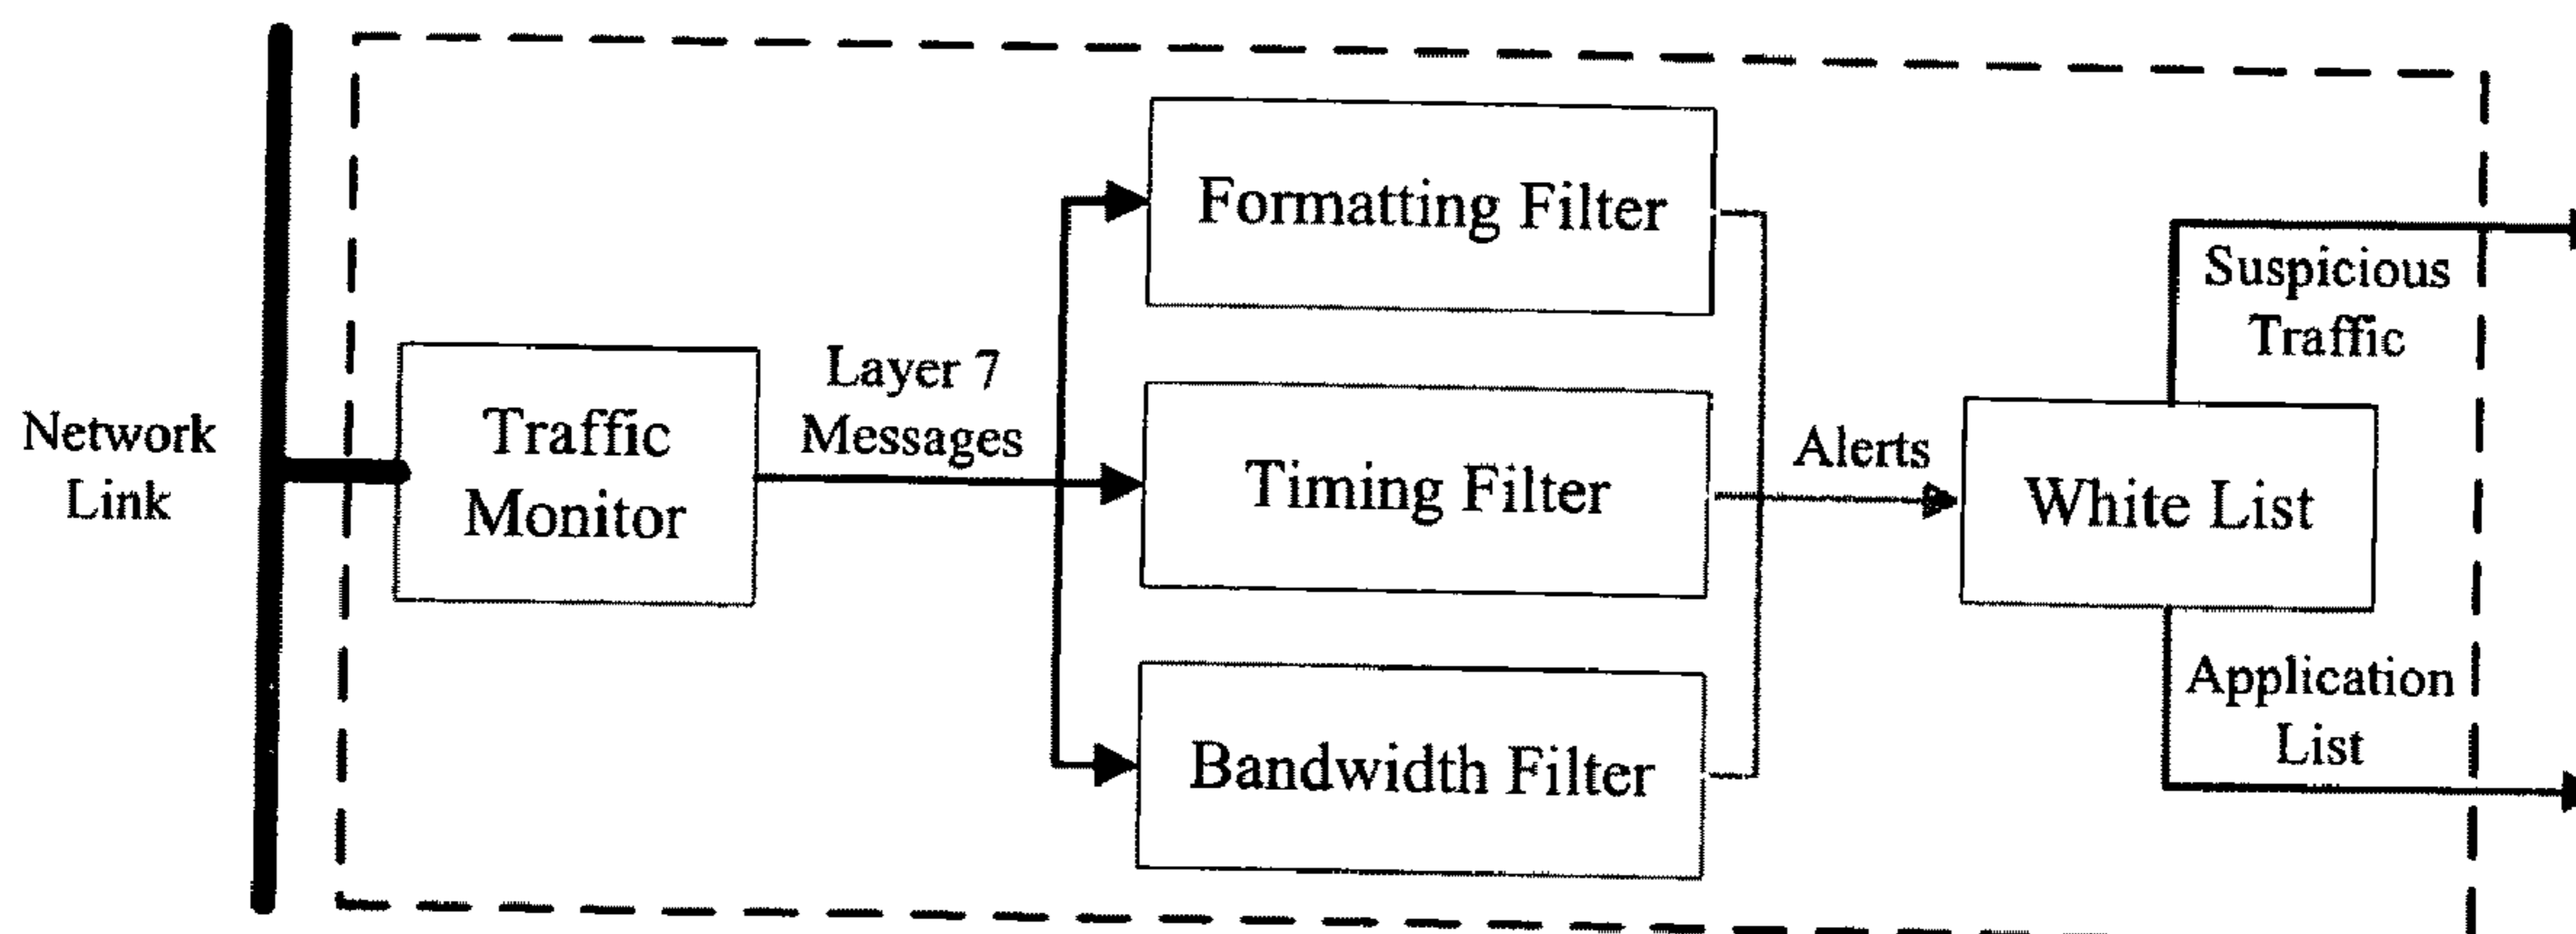 Network
Link
Traffic
Monitor
Layer 7
Messages
Formatting Filter
Timing Filter
Bandwidth Filter
Alerts
White List
Suspicious
Traffic
Application
List